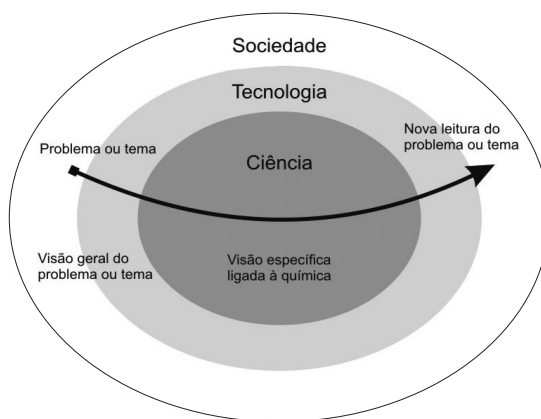 Sociedade
Tecnologia
Nova leitura do
problema ou tema
Problema ou tema
Ciência
Visão geral do
problema ou tema
Visão específica
ligada à química